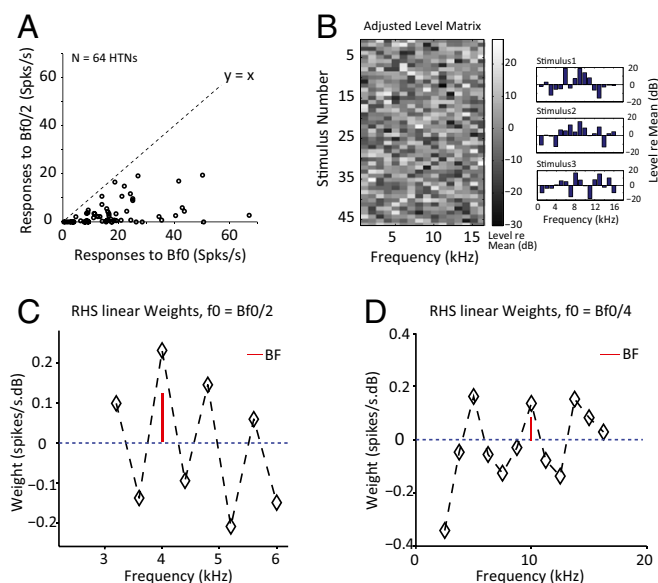 A
N = 64 HTNs
y = x
Responses to Bf0/2 (Spks/s)
60
40
20
0
0 20 40 60
Responses to Bf0 (Spks/s)
B
Adjusted Level Matrix
Stimulus Number
5
15
25
35
45
5 10 15
Frequency (kHz)
20
10
0
−10
−20
−30
Level re
Mean (dB)
Stimulus1
Stimulus2
Stimulus3
20
0
−20
20
0
−20
20
0
−20
Level re Mean (dB)
0 4 8 12 16
Frequency (kHz)
C
RHS linear Weights, f0 = Bf0/2
BF
Weight (spikes/s.dB)
0.2
0.1
0
−0.1
−0.2
3 4 5 6
Frequency (kHz)
D
RHS linear Weights, f0 = Bf0/4
BF
Weight (spikes/s.dB)
0.4
0.2
0
−0.2
−0.4
0 10 20
Frequency (kHz)